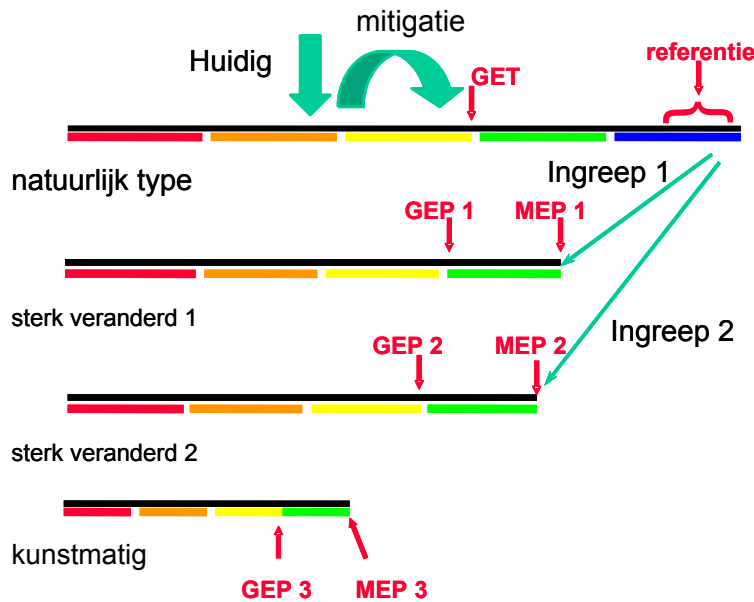 mitigatie
Huidig
GET
referentie
natuurlijk type
Ingreep 1
GEP 1
MEP 1
sterk veranderd 1
Ingreep 2
GEP 2
MEP 2
sterk veranderd 2
kunstmatig
GEP 3
MEP 3